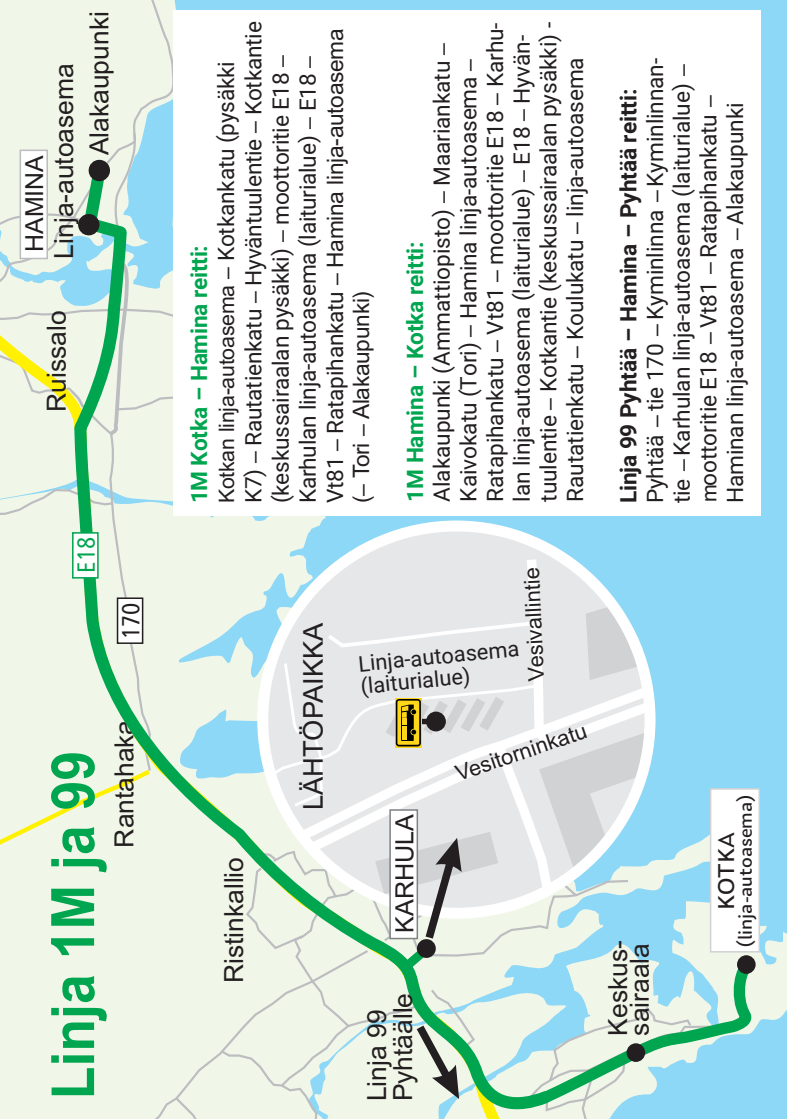 Linja 1M ja 99
HAMINA
Linja-autoasema
Alakaupunki
Ruissalo
E18
170
Rantahaka
Ristinkallio
KARHULA
Linja 99
Pyhtäälle
Keskus-
sairaala
KOTKA
(linja-autoasema)
LÄHTÖPAIKKA
Linja-autoasema
(laiturialue)
Vesivallintie
Vesitorninkatu
1M Kotka – Hamina reitti:
Kotkan linja-autoasema – Kotkankatu (pysäkki
K7) – Rautatienkatu – Hyväntuulentie – Kotkantie
(keskussairaalan pysäkki) – moottoritie E18 –
Karhulan linja-autoasema (laiturialue) – E18 –
Vt81 – Ratapihankatu – Hamina linja-autoasema
(– Tori – Alakaupunki)
1M Hamina – Kotka reitti:
Alakaupunki (Ammattiopisto) – Maariankatu –
Kaivokatu (Tori) – Hamina linja-autoasema –
Ratapihankatu – Vt81 – moottoritie E18 – Karhu-
lan linja-autoasema (laiturialue) – E18 – Hyvän-
tuulentie – Kotkantie (keskussairaalan pysäkki) -
Rautatienkatu – Koulukatu – linja-autoasema
Linja 99 Pyhtää – Hamina – Pyhtää reitti:
Pyhtää – tie 170 – Kyminlinna – Kyminlinnan-
tie – Karhulan linja-autoasema (laiturialue) –
moottoritie E18 – Vt81 – Ratapihankatu –
Haminan linja-autoasema – Alakaupunki